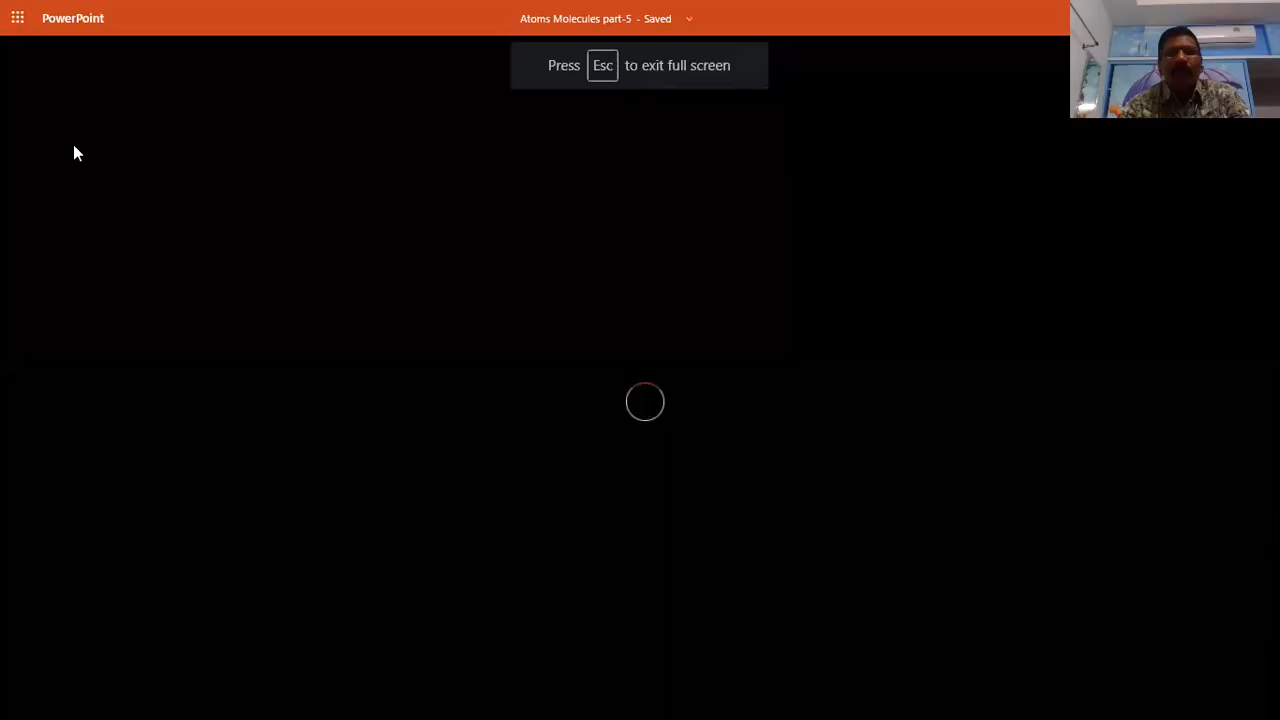 PowerPoint
Atoms Molecules part-5 - Saved
Press Esc to exit full screen